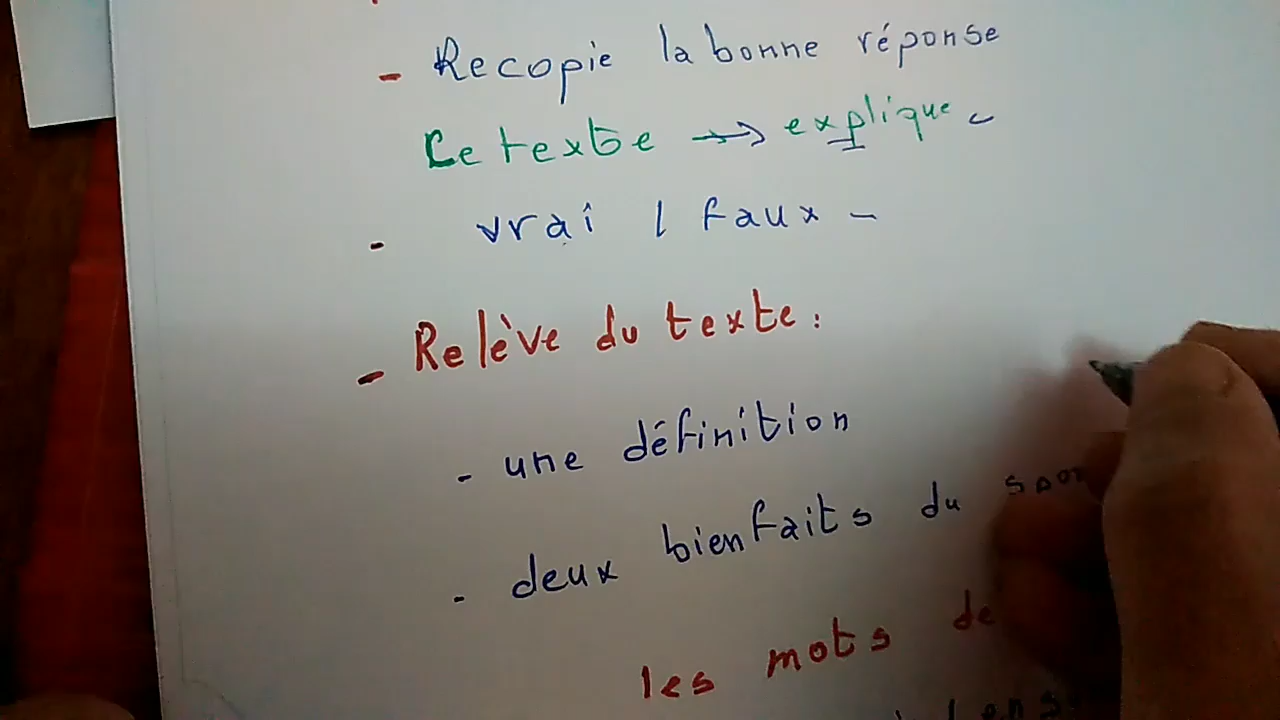 - Recopie la bonne réponse
Ce texte → explique
- vrai / faux -
- Relève du texte :
- une définition
- deux bienfaits du
les mots de